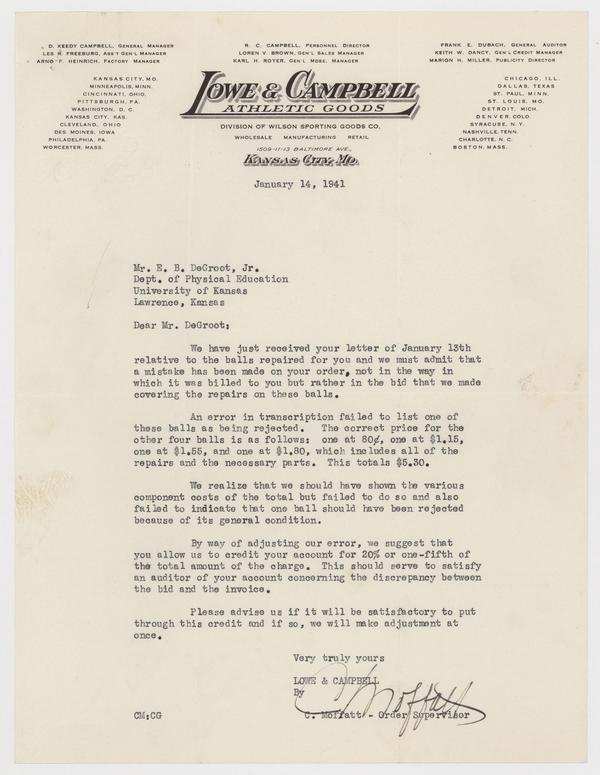 D. KEEDY CAMPBELL, GENERAL MANAGER
LES R. FREEBURG, ASS'T GEN'L MANAGER
ARNO F. HEINRICH, FACTORY MANAGER
R. C. CAMPBELL, PERSONNEL DIRECTOR
LOREN V. BROWN, GEN'L SALES MANAGER
KARL H. ROYER, GEN'L MDSE. MANAGER
FRANK E. DUBACH, GENERAL AUDITOR
KEITH W. DANCY, GEN'L CREDIT MANAGER
MARION H. MILLER, PUBLICITY DIRECTOR
KANSAS CITY, MO.
MINNEAPOLIS, MINN.
CINCINNATI, OHIO.
PITTSBURGH, PA.
WASHINGTON, D. C.
KANSAS CITY, KAS.
CLEVELAND, OHIO
DES MOINES, IOWA
PHILADELPHIA, PA.
WORCESTER, MASS.
LOWE & CAMPBELL
ATHLETIC GOODS
DIVISION OF WILSON SPORTING GOODS CO.
WHOLESALE MANUFACTURING RETAIL
1509-11-13 BALTIMORE AVE.,
KANSAS CITY, MO.
CHICAGO, ILL.
DALLAS, TEXAS
ST. PAUL, MINN.
ST. LOUIS, MO.
DETROIT, MICH.
DENVER, COLO.
SYRACUSE, N. Y.
NASHVILLE, TENN.
CHARLOTTE, N. C.
BOSTON, MASS.
January 14, 1941
Mr. E. B. DeGroot, Jr.
Dept. of Physical Education
University of Kansas
Lawrence, Kansas
Dear Mr. DeGroot:
We have just received your letter of January 13th
relative to the balls repaired for you and we must admit that
a mistake has been made on your order, not in the way in
which it was billed to you but rather in the bid that we made
covering the repairs on these balls.
An error in transcription failed to list one of
these balls as being rejected. The correct price for the
other four balls is as follows: one at 80¢, one at $1.15,
one at $1.55, and one at $1.80, which includes all of the
repairs and the necessary parts. This totals $5.30.
We realize that we should have shown the various
component costs of the total but failed to do so and also
failed to indicate that one ball should have been rejected
because of its general condition.
By way of adjusting our error, we suggest that
you allow us to credit your account for 20% or one-fifth of
the total amount of the charge. This should serve to satisfy
an auditor of your account concerning the discrepancy between
the bid and the invoice.
Please advise us if it will be satisfactory to put
through this credit and if so, we will make adjustment at
once.
Very truly yours
LOWE & CAMPBELL
By
C Moffatt
C. Moffatt - Order Supervisor
CM:CG